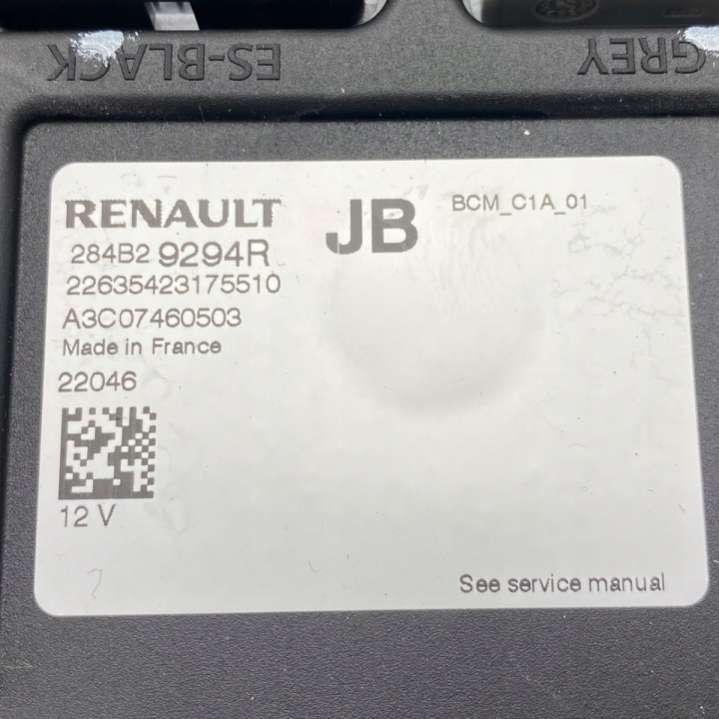 ES-BLACK
GREY
RENAULT JB BCM_C1A_01
284B2 9294R
22635423175510
A3C07460503
Made in France
22046
12 V
See service manual